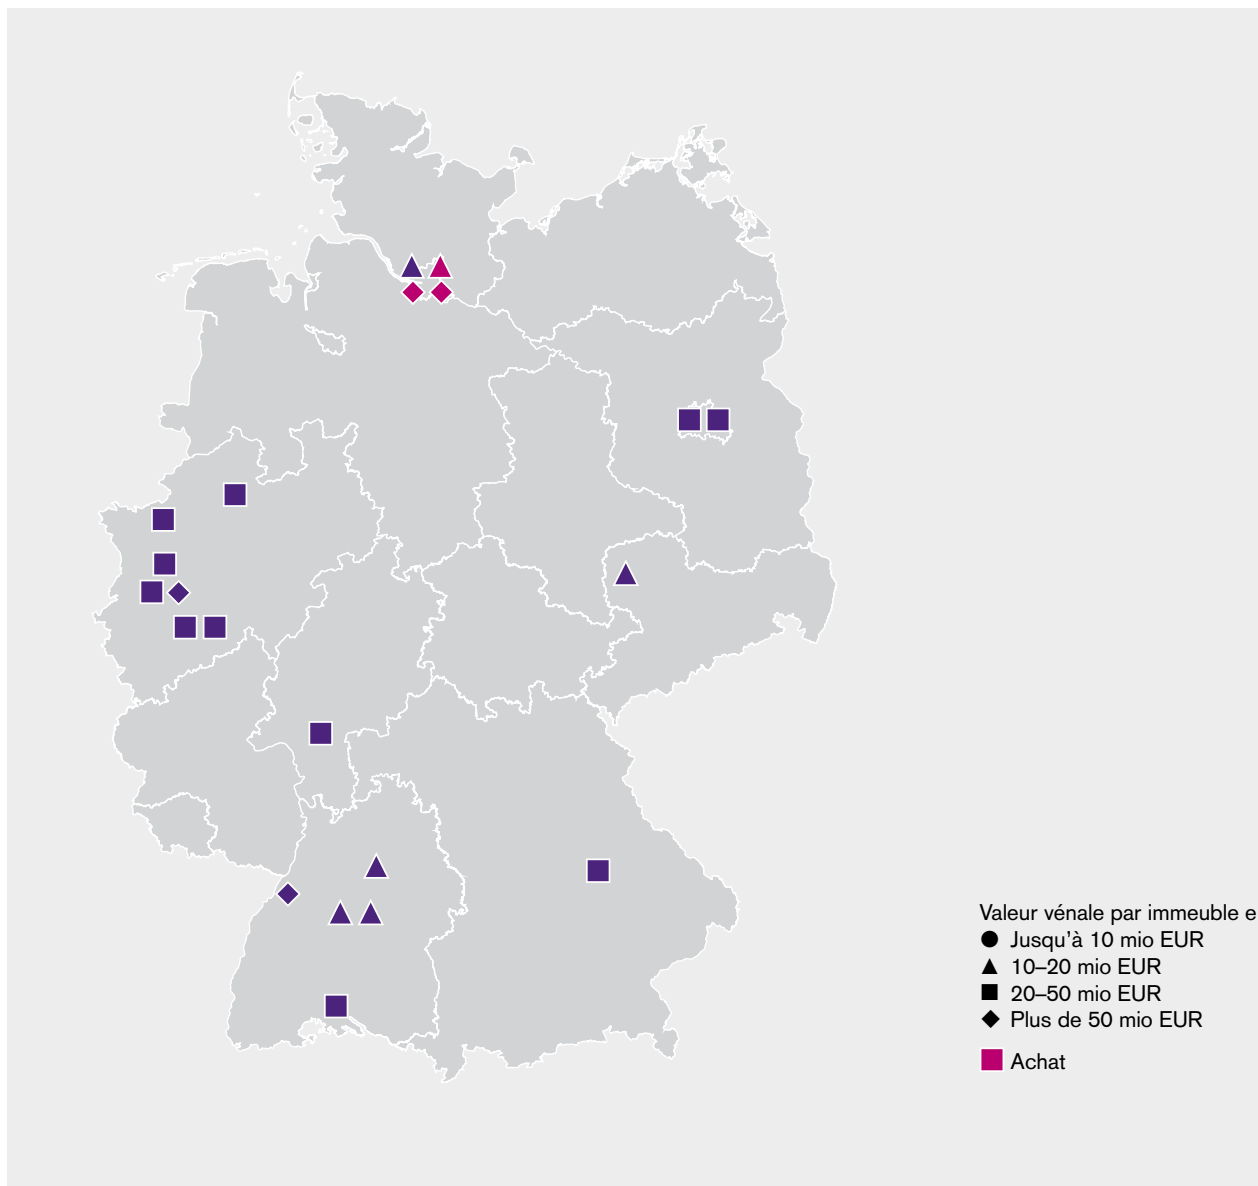 Valeur vénale par immeuble e
Jusqu'à 10 mio EUR
10–20 mio EUR
20–50 mio EUR
Plus de 50 mio EUR
Achat